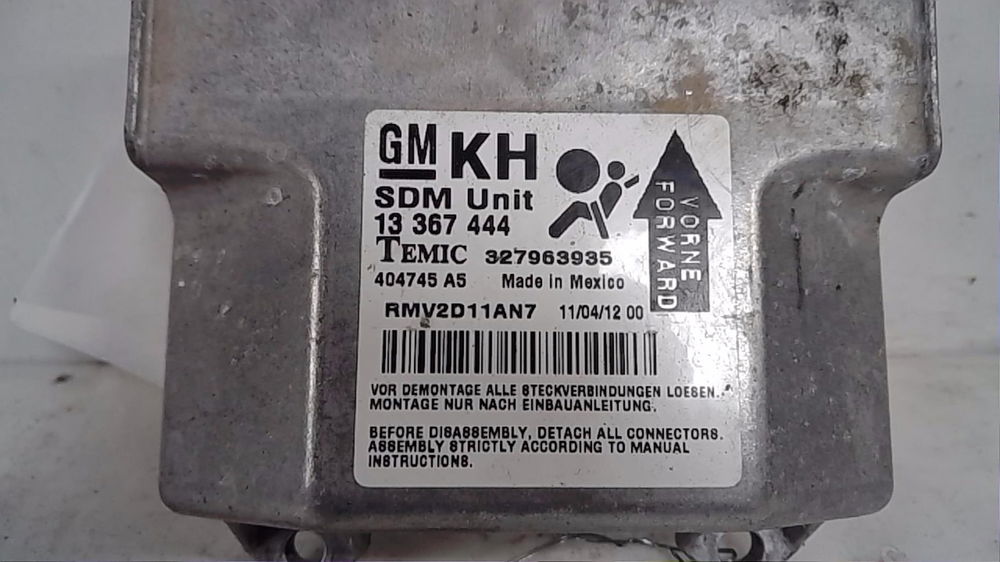 GM KH
SDM Unit
13 367 444
TEMIC 327963935
404745 A5 Made in Mexico
RMV2D11AN7 11/04/12 00
VORNE
FORWARD
VOR DEMONTAGE ALLE STECKVERBINDUNGEN LOESEN.
MONTAGE NUR NACH EINBAUANLEITUNG.
BEFORE DISASSEMBLY, DETACH ALL CONNECTORS.
ASSEMBLY STRICTLY ACCORDING TO MANUAL
INSTRUCTIONS.